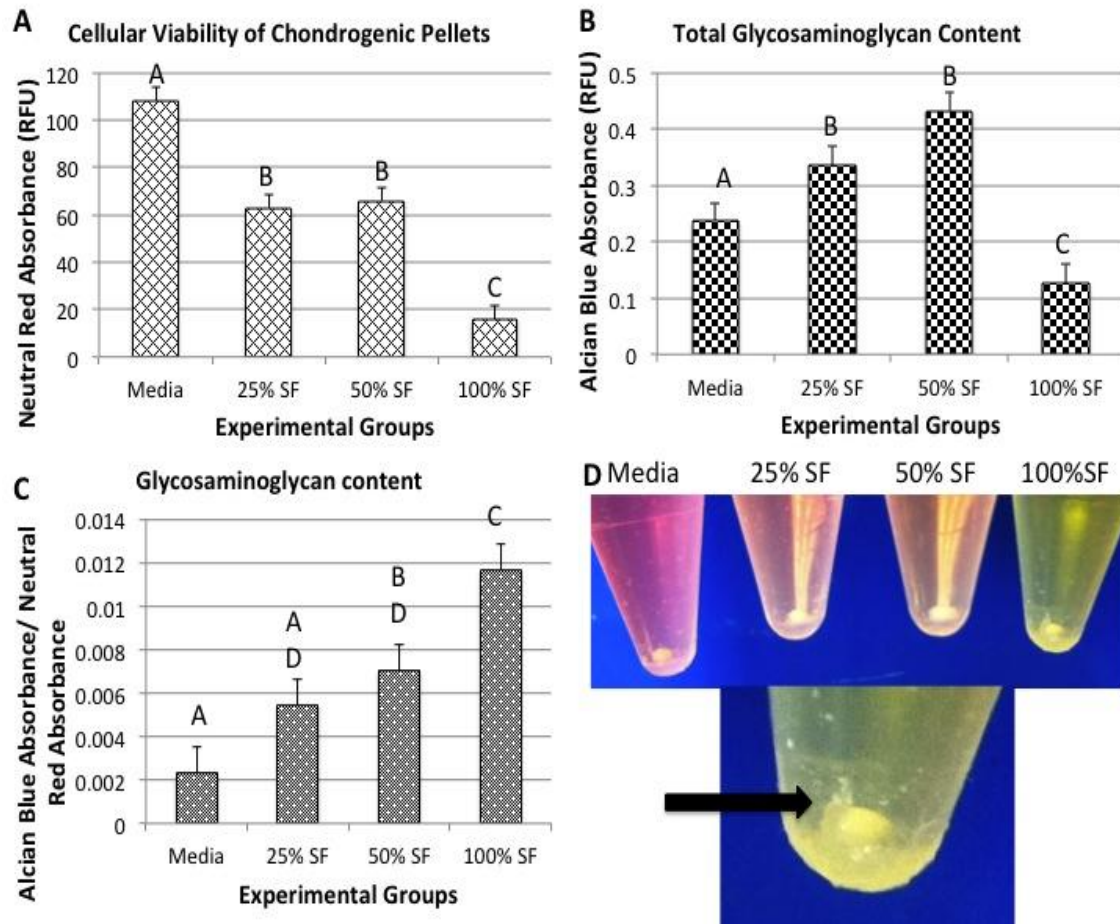 A
Cellular Viability of Chondrogenic Pellets
Neutral Red Absorbance (RFU)
120
100
80
60
40
20
0
A
B
B
C
Media 25% SF 50% SF 100% SF
Experimental Groups
B
Total Glycosaminoglycan Content
Alcian Blue Absorbance (RFU)
0.5
0.4
0.3
0.2
0.1
0
A
B
B
C
Media 25% SF 50% SF 100% SF
Experimental Groups
C
Glycosaminoglycan content
Alcian Blue Absorbance/ Neutral
Red Absorbance
0.014
0.012
0.01
0.008
0.006
0.004
0.002
0
A
A
D
B
D
C
Media 25% SF 50% SF 100% SF
Experimental Groups
D Media 25% SF 50% SF 100%SF